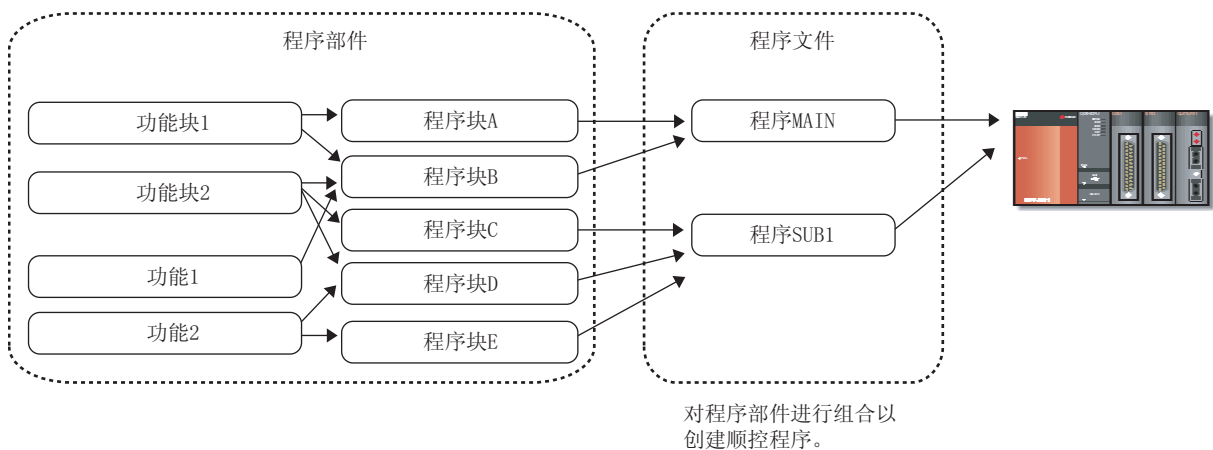 程序部件
程序文件
功能块1
程序块A
程序MAIN
功能块2
程序块B
程序块C
程序SUB1
功能1
程序块D
功能2
程序块E
对程序部件进行组合以
创建顺控程序。